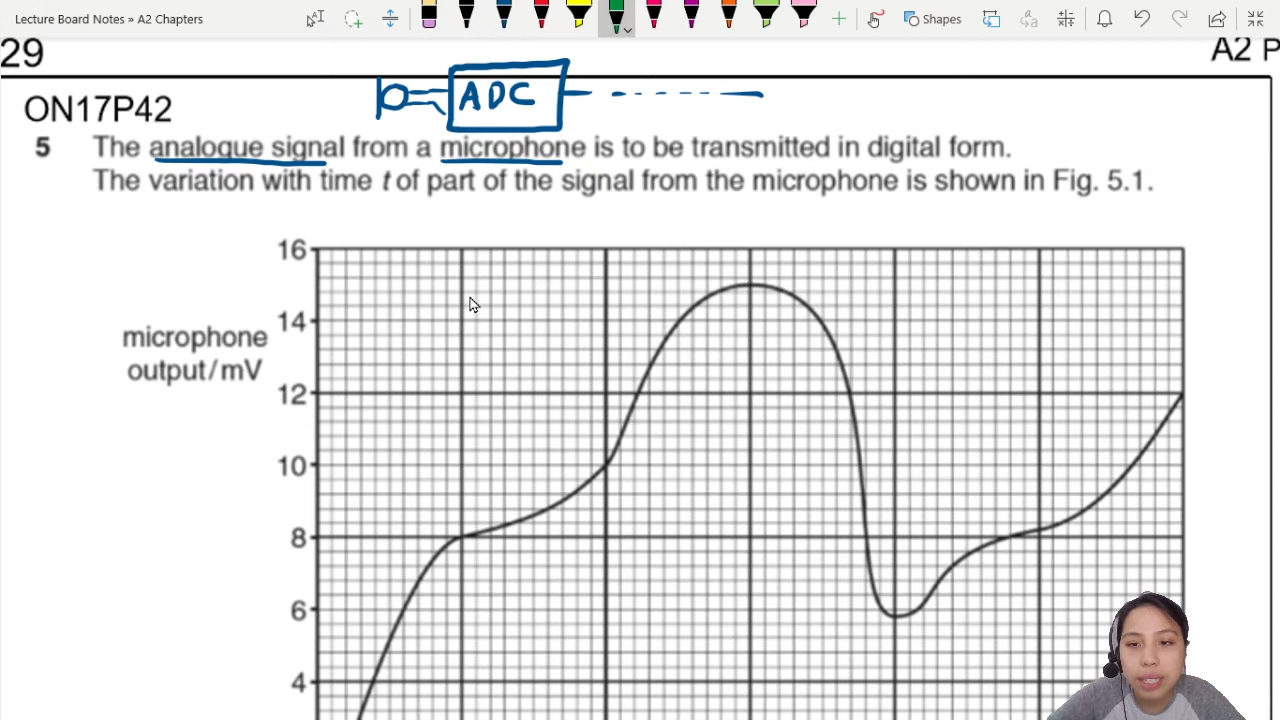 Lecture Board Notes » A2 Chapters
Shapes
29
A2 P
ADC
ON17P42
5 The analogue signal from a microphone is to be transmitted in digital form.
The variation with time t of part of the signal from the microphone is shown in Fig. 5.1.
16
14
microphone
output/mV
12
10
8
6
4